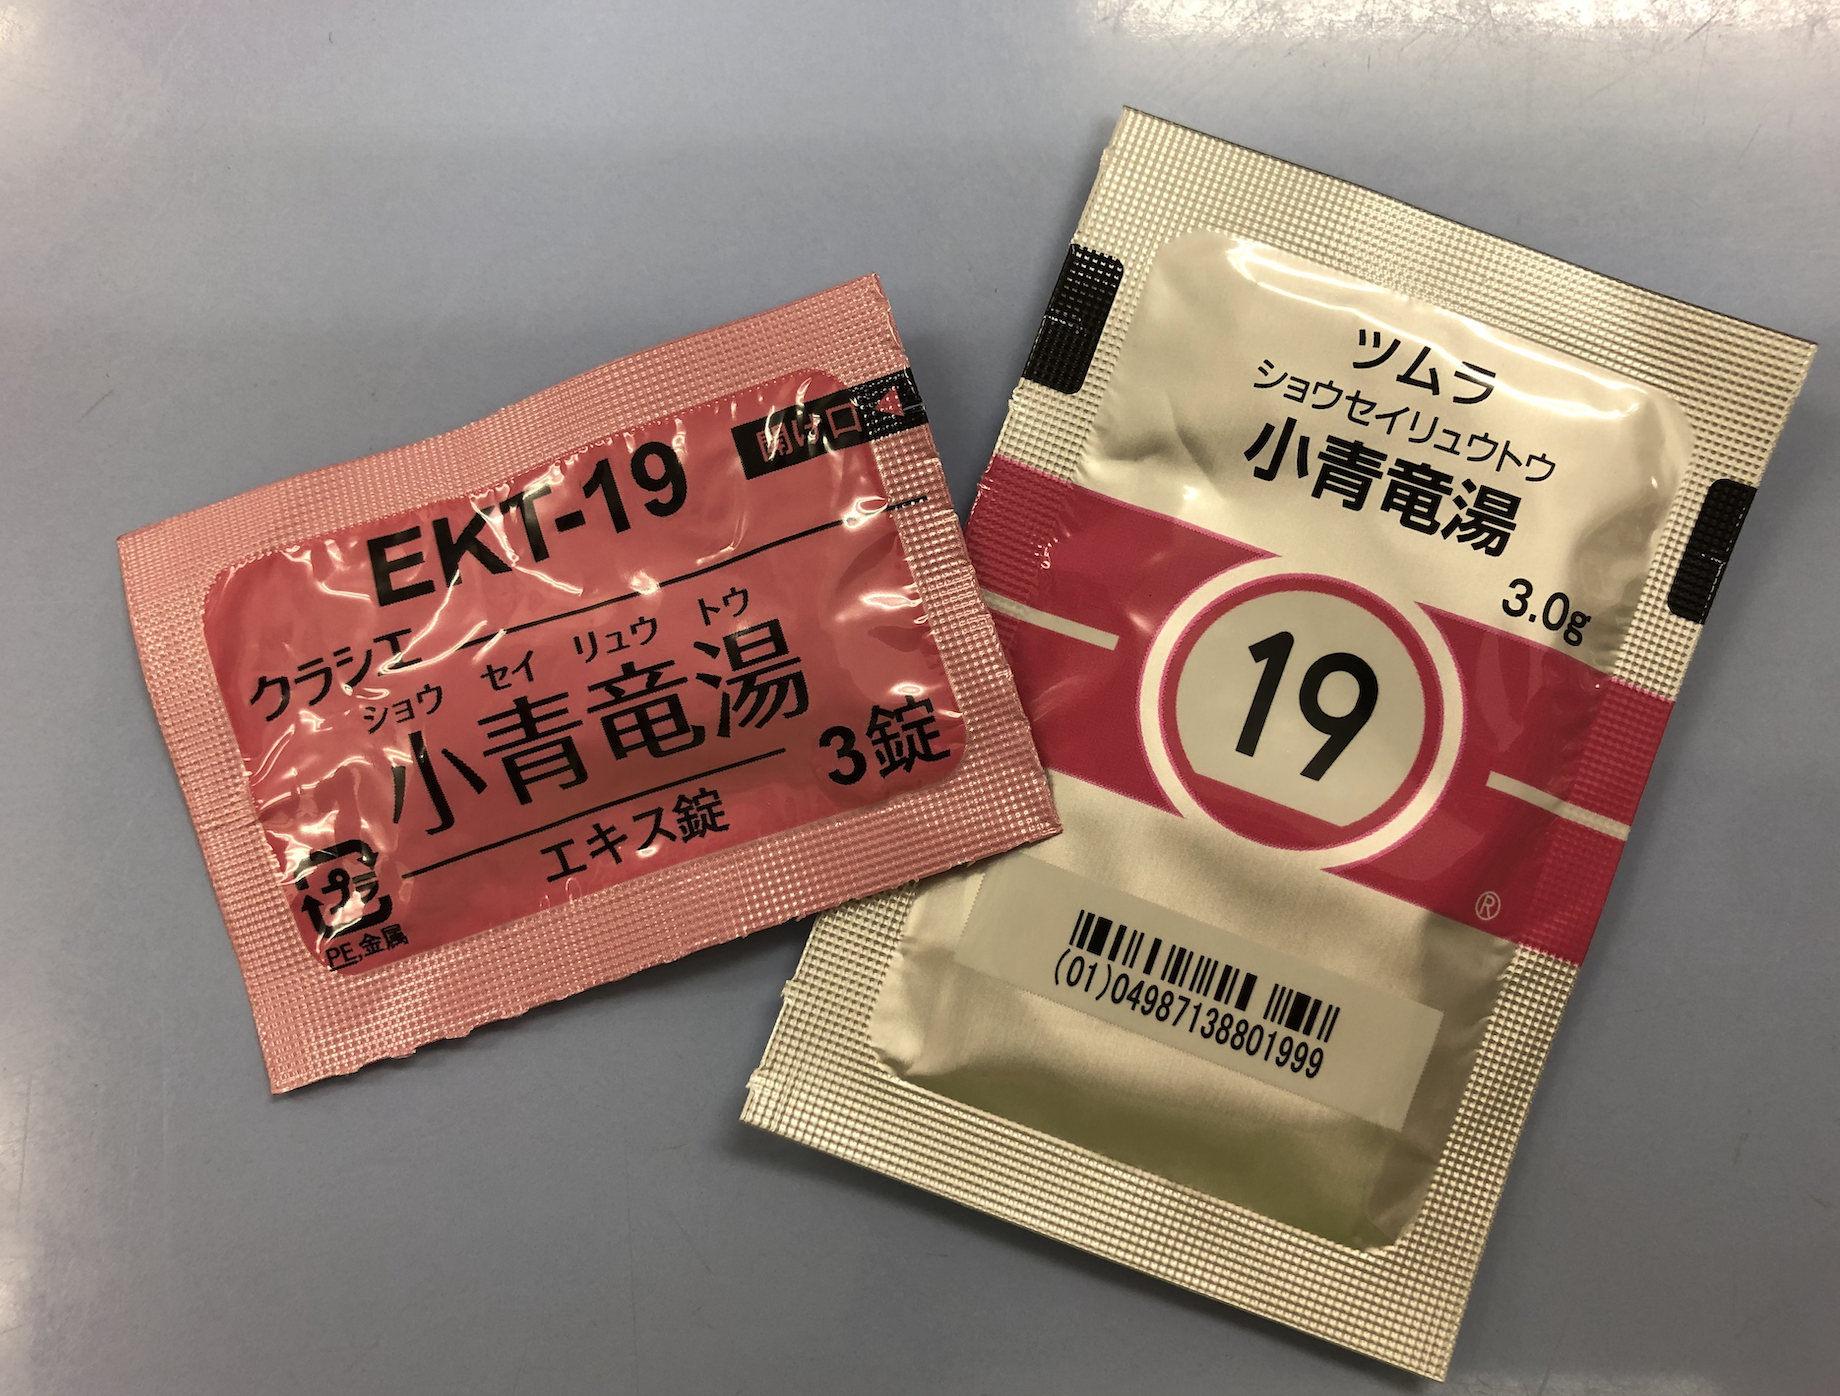 開け口
EKT-19
クラシエ
ショウ セイ リュウ トウ
小青竜湯
エキス錠
3錠
プラ
PE,金属
ツムラ
ショウセイリュウトウ
小青竜湯
3.0g
19
®
(01)04987138801999